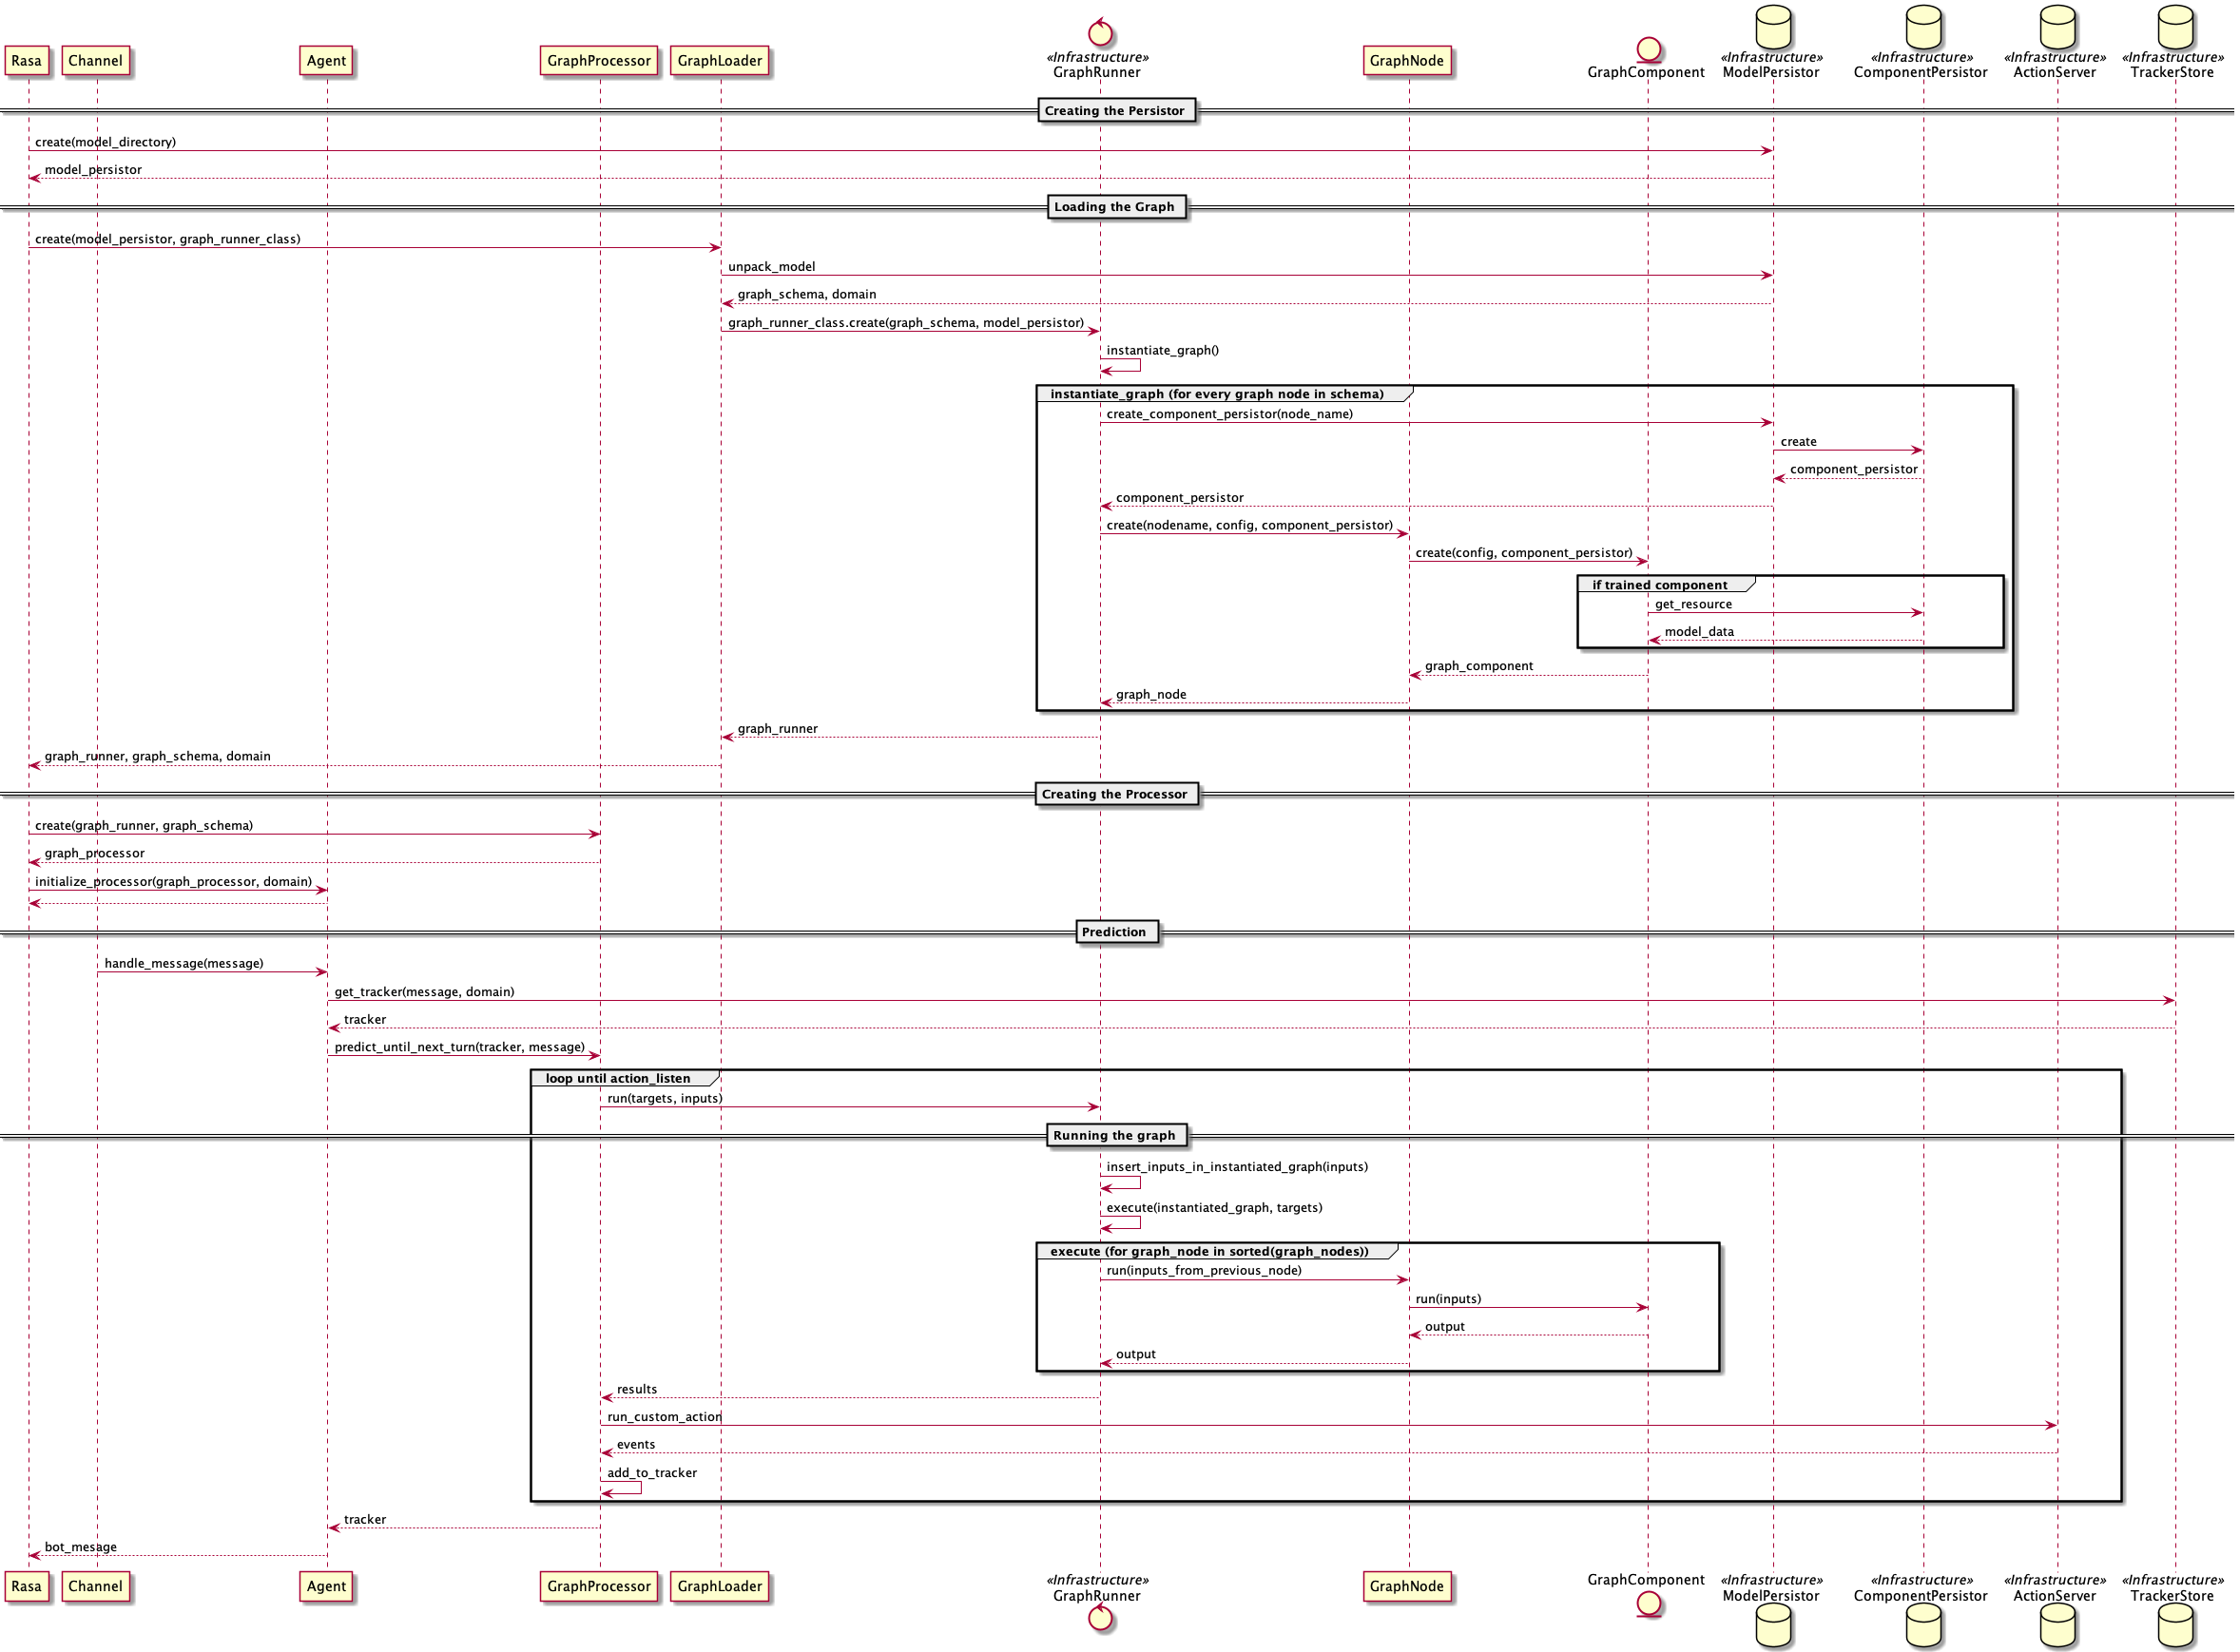 Rasa
Channel
Agent
GraphProcessor
GraphLoader
«Infrastructure»
GraphRunner
GraphNode
GraphComponent
«Infrastructure»
ModelPersistor
«Infrastructure»
ComponentPersistor
«Infrastructure»
ActionServer
«Infrastructure»
TrackerStore
Creating the Persistor
create(model_directory)
model_persistor
Loading the Graph
create(model_persistor, graph_runner_class)
unpack_model
graph_schema, domain
graph_runner_class.create(graph_schema, model_persistor)
instantiate_graph()
instantiate_graph (for every graph node in schema)
create_component_persistor(node_name)
create
component_persistor
component_persistor
create(nodename, config, component_persistor)
create(config, component_persistor)
if trained component
get_resource
model_data
graph_component
graph_node
graph_runner
graph_runner, graph_schema, domain
Creating the Processor
create(graph_runner, graph_schema)
graph_processor
initialize_processor(graph_processor, domain)
Prediction
handle_message(message)
get_tracker(message, domain)
tracker
predict_until_next_turn(tracker, message)
loop until action_listen
run(targets, inputs)
Running the graph
insert_inputs_in_instantiated_graph(inputs)
execute(instantiated_graph, targets)
execute (for graph_node in sorted(graph_nodes))
run(inputs_from_previous_node)
run(inputs)
output
output
results
run_custom_action
events
add_to_tracker
tracker
bot_mesage
Rasa
Channel
Agent
GraphProcessor
GraphLoader
«Infrastructure»
GraphRunner
GraphNode
GraphComponent
«Infrastructure»
ModelPersistor
«Infrastructure»
ComponentPersistor
«Infrastructure»
ActionServer
«Infrastructure»
TrackerStore